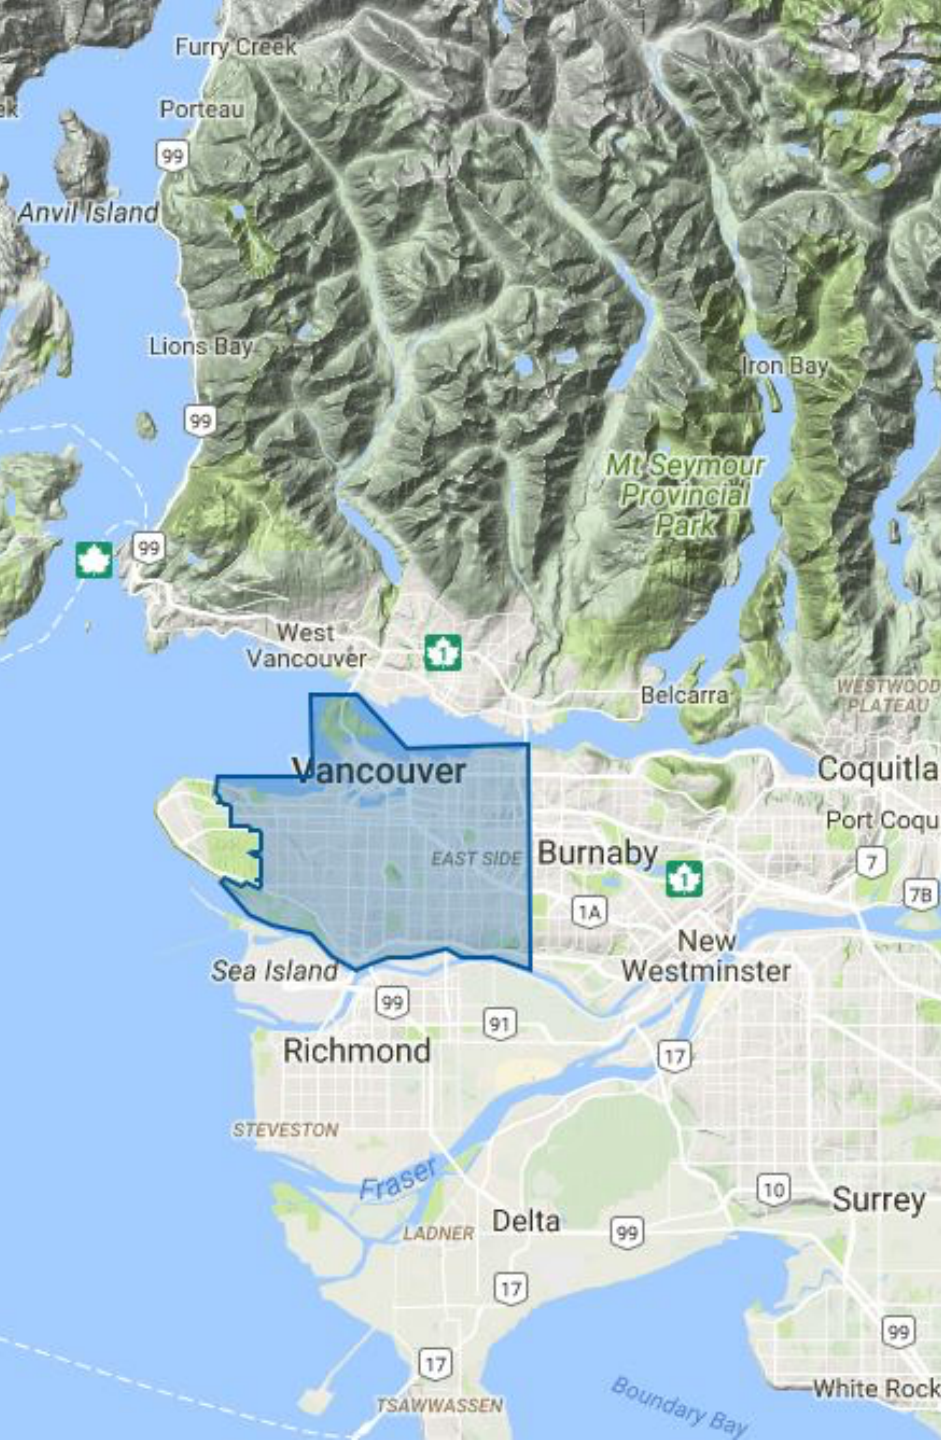 Furry Creek
ek
Porteau
99
Anvil Island
Lions Bay
Iron Bay
99
Mt Seymour
Provincial
Park
99
West
Vancouver
1
Belcarra
WESTWOOD
PLATEAU
Vancouver
Coquitla
Port Coqu
EAST SIDE
Burnaby
7
1
7B
1A
New
Westminster
Sea Island
99
91
Richmond
17
STEVESTON
Fraser
10
Surrey
Delta
LADNER
99
17
99
17
White Rock
TSAWWASSEN
Boundary Bay